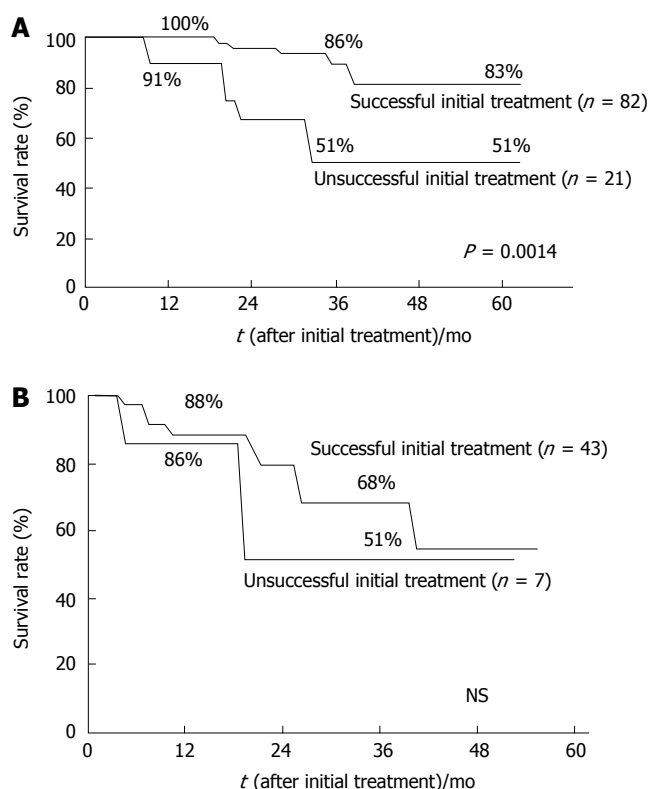 A
100%
86%
83%
91%
Successful initial treatment (n = 82)
51%
51%
Unsuccessful initial treatment (n = 21)
P = 0.0014
Survival rate (%)
100
80
60
40
20
0
0 12 24 36 48 60
t (after initial treatment)/mo
B
88%
Successful initial treatment (n = 43)
86%
68%
51%
Unsuccessful initial treatment (n = 7)
NS
Survival rate (%)
100
80
60
40
20
0
0 12 24 36 48 60
t (after initial treatment)/mo